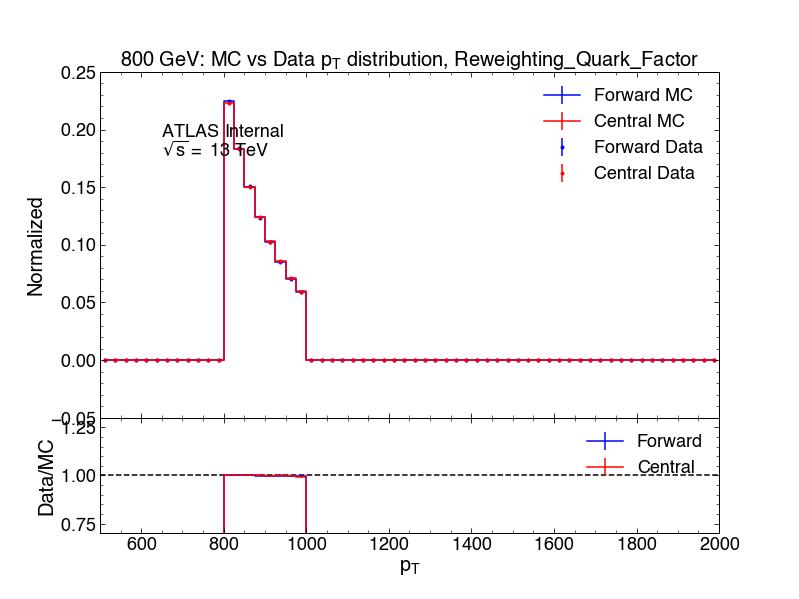 800 GeV: MC vs Data pT distribution, Reweighting_Quark_Factor
0.25
0.20
0.15
0.10
0.05
0.00
−0.05
Normalized
ATLAS Internal
√s = 13 TeV
Forward MC
Central MC
Forward Data
Central Data
1.25
1.00
0.75
Data/MC
Forward
Central
600 800 1000 1200 1400 1600 1800 2000
pT